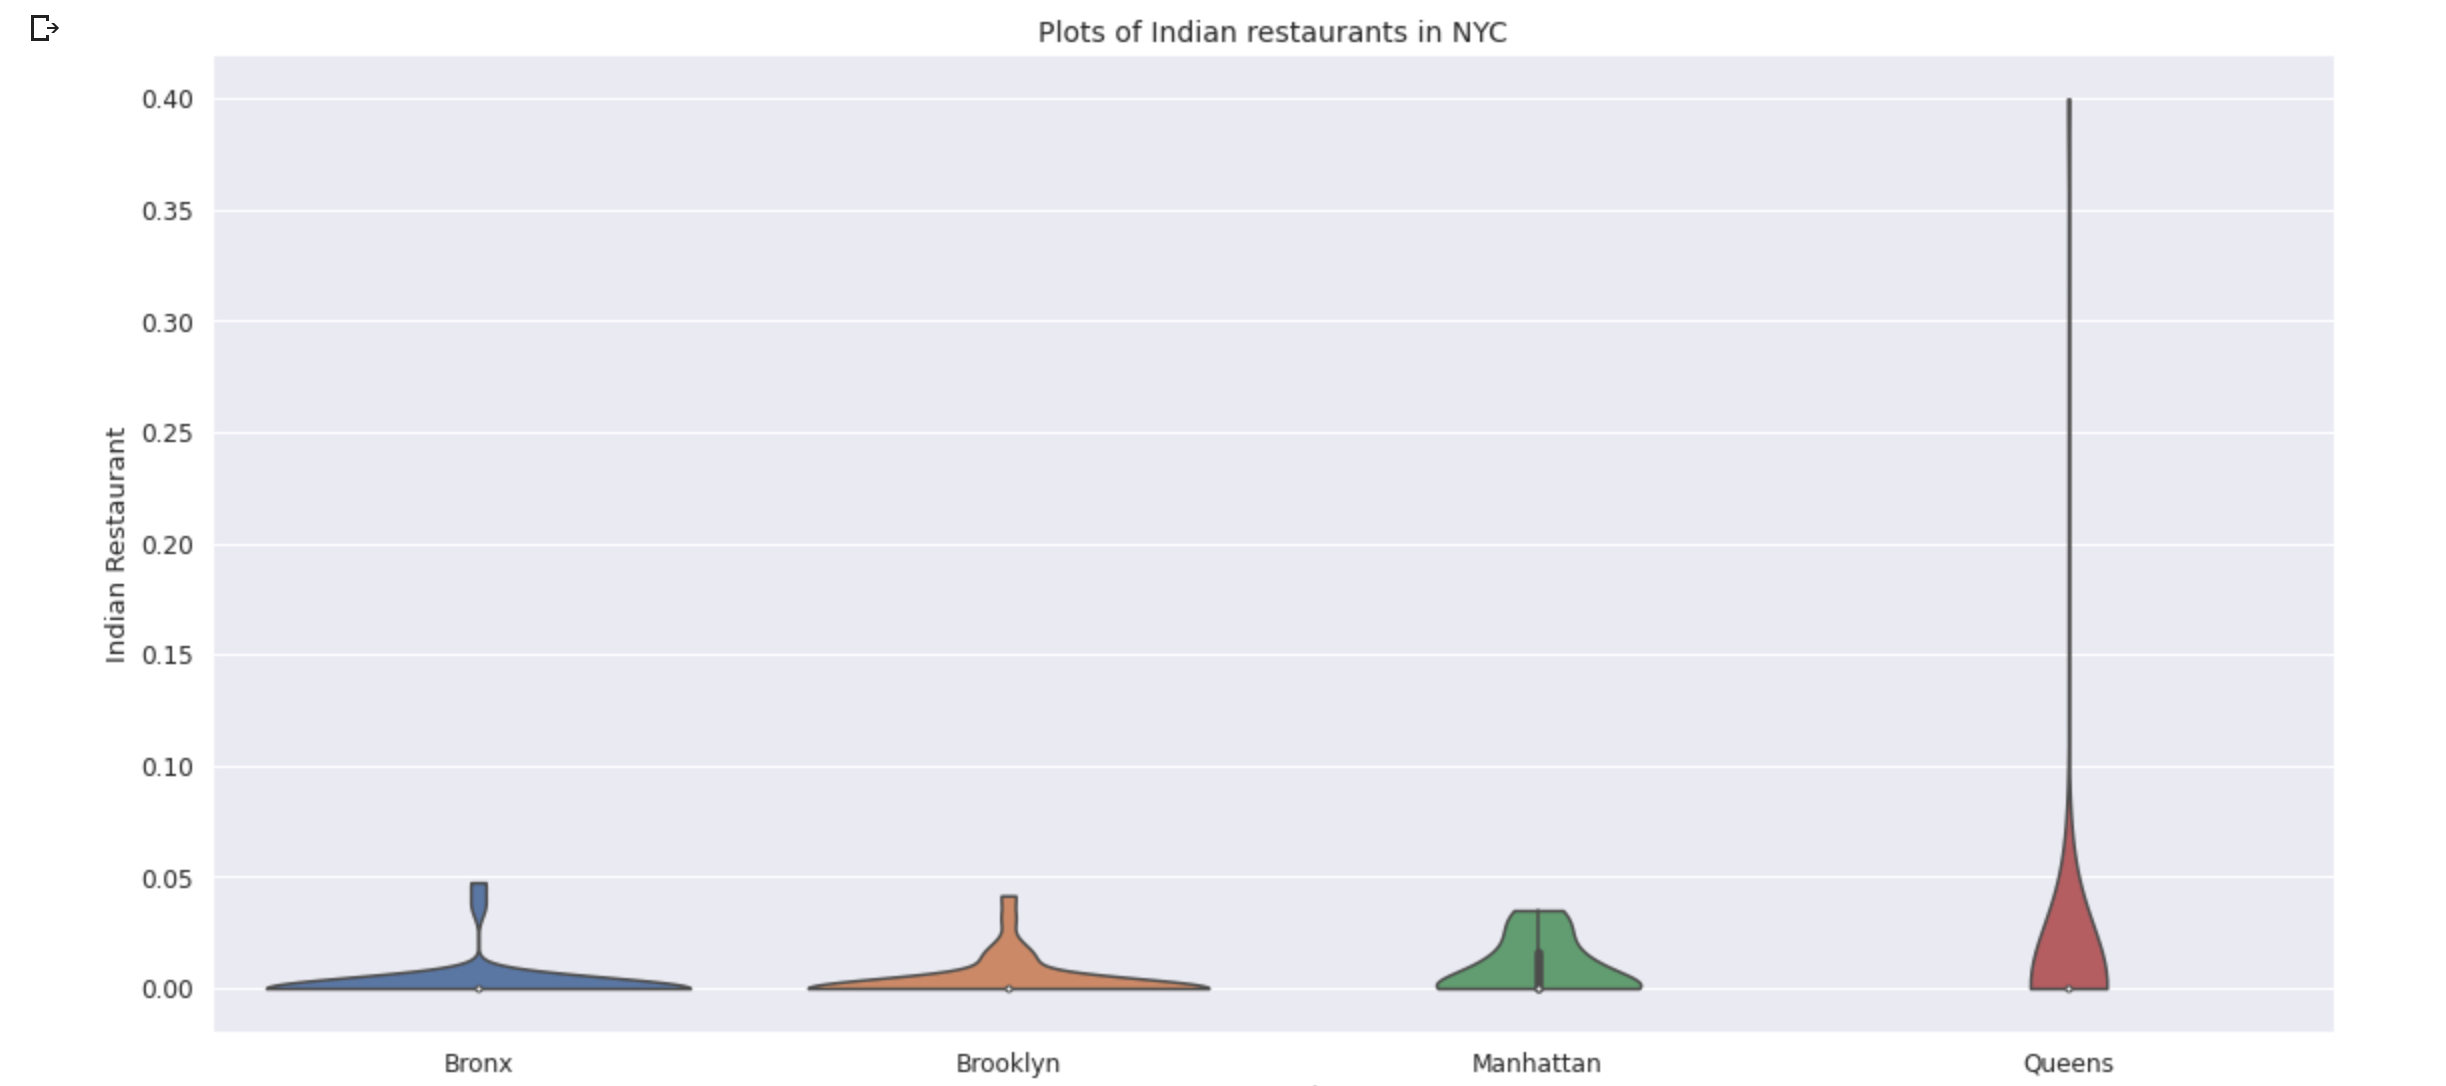 Plots of Indian restaurants in NYC
0.40
0.35
0.30
0.25
0.20
0.15
0.10
0.05
0.00
Indian Restaurant
Bronx
Brooklyn
Manhattan
Queens